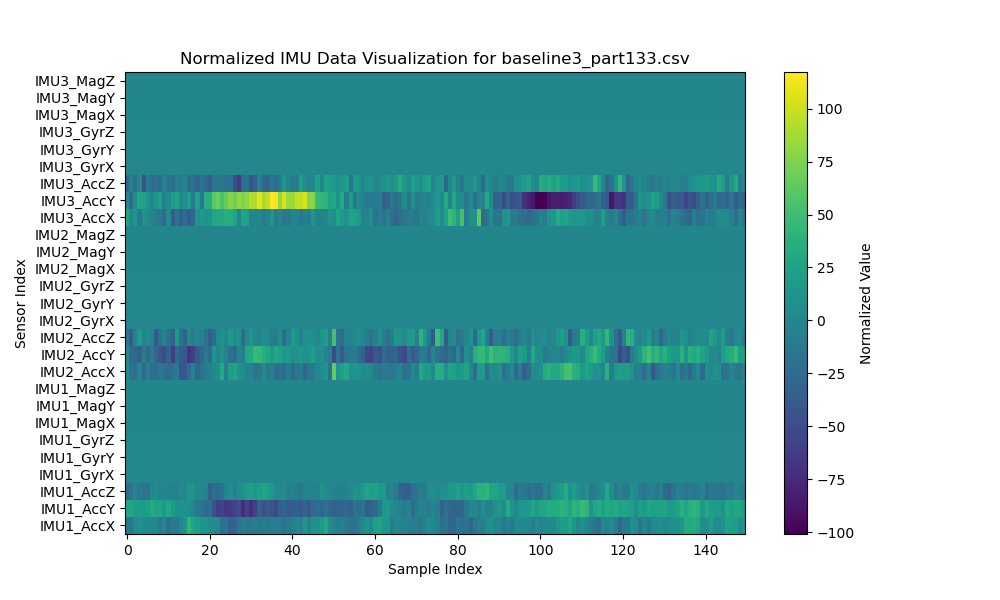 Normalized IMU Data Visualization for baseline3_part133.csv
IMU3_MagZ
IMU3_MagY
IMU3_MagX
IMU3_GyrZ
IMU3_GyrY
IMU3_GyrX
IMU3_AccZ
IMU3_AccY
IMU3_AccX
IMU2_MagZ
IMU2_MagY
IMU2_MagX
IMU2_GyrZ
IMU2_GyrY
IMU2_GyrX
IMU2_AccZ
IMU2_AccY
IMU2_AccX
IMU1_MagZ
IMU1_MagY
IMU1_MagX
IMU1_GyrZ
IMU1_GyrY
IMU1_GyrX
IMU1_AccZ
IMU1_AccY
IMU1_AccX
Sensor Index
0 20 40 60 80 100 120 140
Sample Index
100
75
50
25
0
−25
−50
−75
−100
Normalized Value